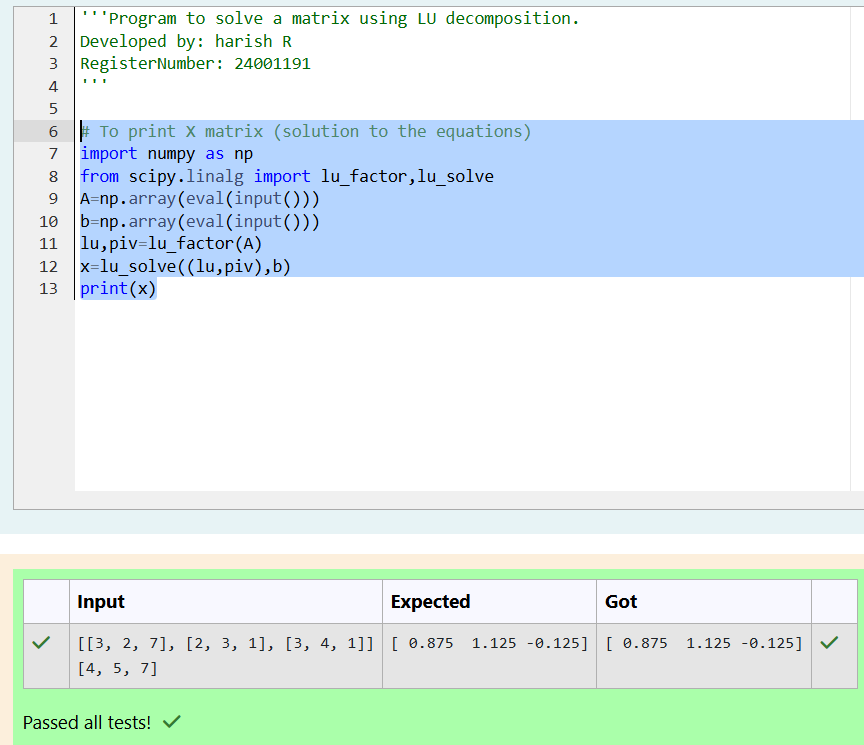 1 '''Program to solve a matrix using LU decomposition.
2 Developed by: harish R
3 RegisterNumber: 24001191
4 '''
5
6 # To print X matrix (solution to the equations)
7 import numpy as np
8 from scipy.linalg import lu_factor,lu_solve
9 A=np.array(eval(input()))
10 b=np.array(eval(input()))
11 lu,piv=lu_factor(A)
12 x=lu_solve((lu,piv),b)
13 print(x)
Input Expected Got
[[3, 2, 7], [2, 3, 1], [3, 4, 1]] [ 0.875  1.125 -0.125] [ 0.875  1.125 -0.125]
[4, 5, 7]
Passed all tests!